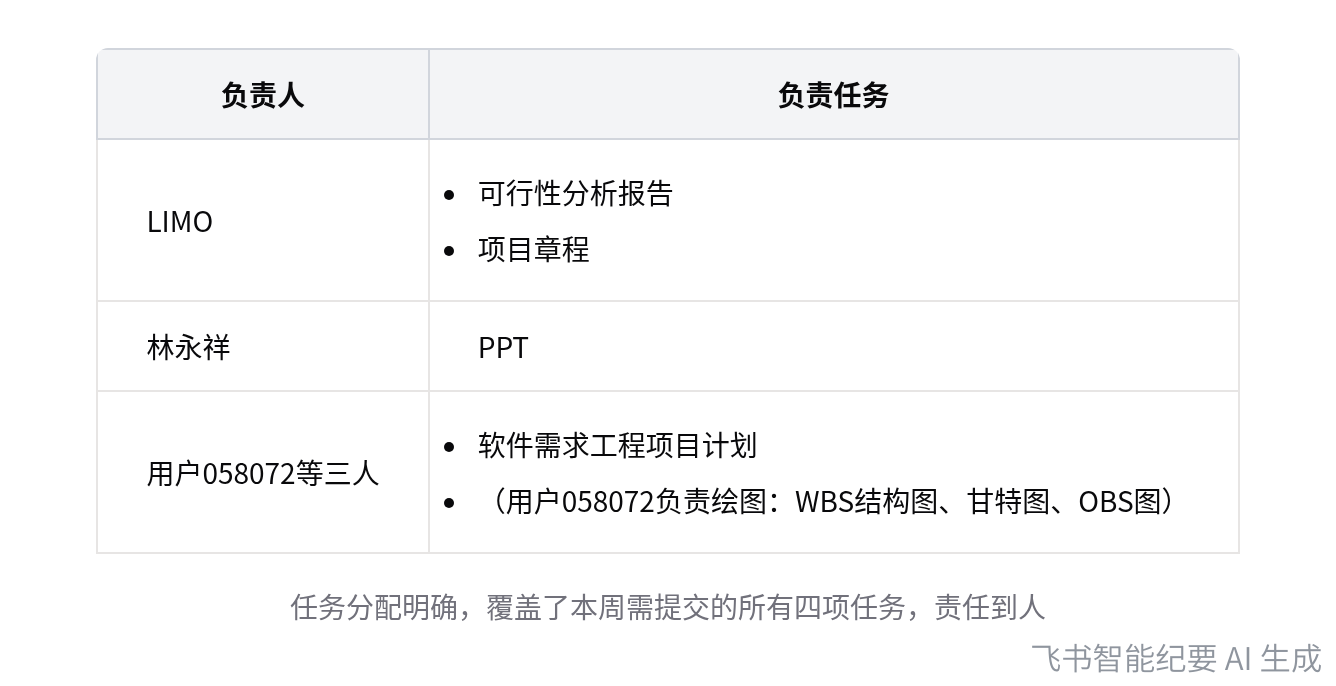 负责人
负责任务
LIMO
可行性分析报告
项目章程
林永祥
PPT
用户058072等三人
软件需求工程项目计划
（用户058072负责绘图：WBS结构图、甘特图、OBS图）
任务分配明确，覆盖了本周需提交的所有四项任务，责任到人
飞书智能纪要 AI 生成